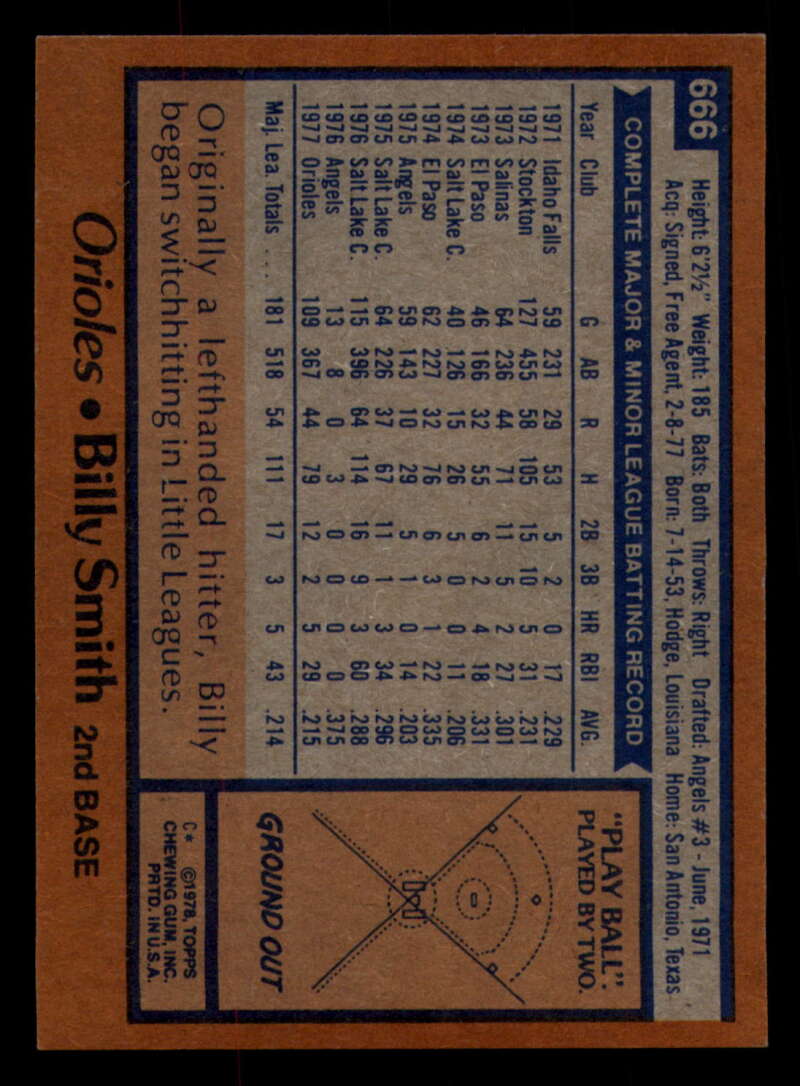 666
Height: 6'2½" Weight: 185 Bats: Both Throws: Right Drafted: Angels #3 - June, 1971
Acq: Signed, Free Agent, 2-8-77 Born: 7-14-53, Hodge, Louisiana Home: San Antonio, Texas
COMPLETE MAJOR & MINOR LEAGUE BATTING RECORD
Year Club G AB R H 2B 3B HR RBI AVG.
1971 Idaho Falls 59 231 29 53 5 2 0 17 .229
1972 Stockton 127 455 58 105 15 10 5 31 .231
1973 Salinas 64 236 44 71 11 5 2 27 .301
1973 El Paso 46 166 32 55 6 2 4 18 .331
1974 Salt Lake C. 40 126 15 26 5 0 0 11 .206
1974 El Paso 62 227 32 76 6 3 1 22 .335
1975 Angels 59 143 10 29 5 1 0 14 .203
1975 Salt Lake C. 64 226 37 67 11 1 3 34 .296
1976 Salt Lake C. 115 396 64 114 16 9 3 60 .288
1976 Angels 13 8 0 3 0 0 0 0 .375
1977 Orioles 109 367 44 79 12 2 5 29 .215
Maj. Lea. Totals ... 181 518 54 111 17 3 5 43 .214
Originally a lefthanded hitter, Billy
began switchhitting in Little Leagues.
"PLAY BALL".
PLAYED BY TWO.
GROUND OUT
C* ©1978, TOPPS
CHEWING GUM, INC.
PRTD. IN U.S.A.
Orioles • Billy Smith 2nd BASE